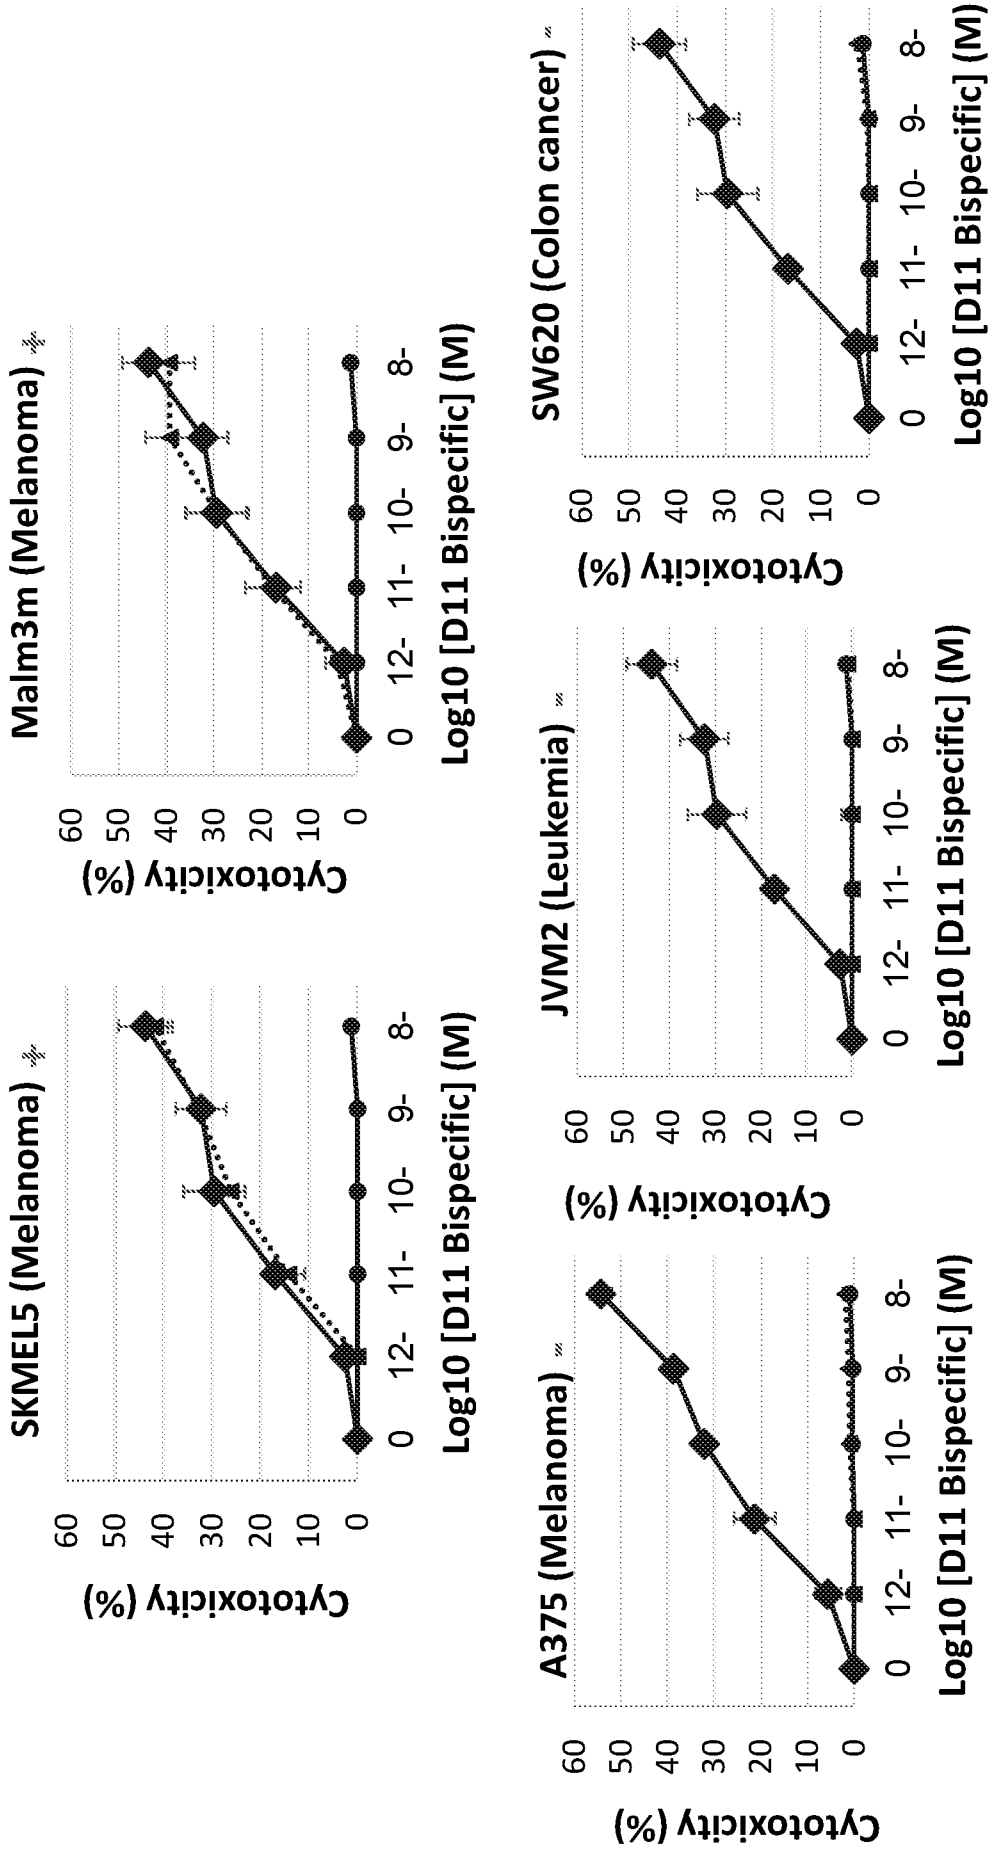 SKMEL5 (Melanoma) +/+
Cytotoxicity
(%)
60
50
40
30
20
10
0
0 12- 11- 10- 9- 8-
Log10 [D11 Bispecific] (M)
Malm3m (Melanoma) +/+
Cytotoxicity
(%)
60
50
40
30
20
10
0
0 12- 11- 10- 9- 8-
Log10 [D11 Bispecific] (M)
A375 (Melanoma) -/-
Cytotoxicity
(%)
60
50
40
30
20
10
0
0 12- 11- 10- 9- 8-
Log10 [D11 Bispecific] (M)
JVM2 (Leukemia) -/-
Cytotoxicity
(%)
60
50
40
30
20
10
0
0 12- 11- 10- 9- 8-
Log10 [D11 Bispecific] (M)
SW620 (Colon cancer) -/-
Cytotoxicity
(%)
60
50
40
30
20
10
0
0 12- 11- 10- 9- 8-
Log10 [D11 Bispecific] (M)